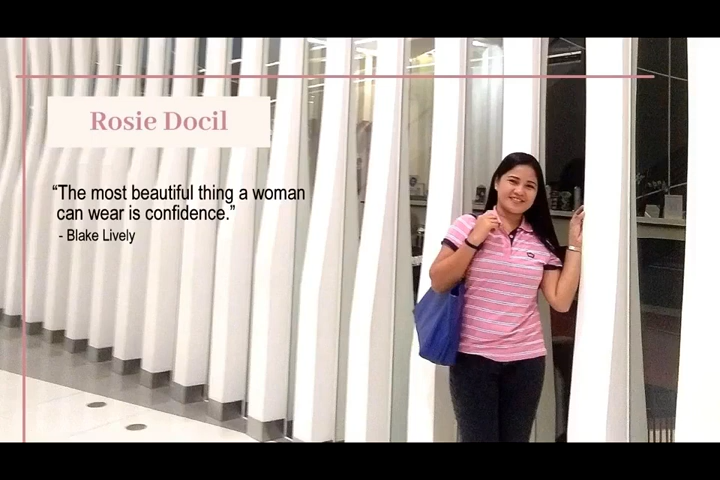 Rosie Docil
“The most beautiful thing a woman
can wear is confidence.”
- Blake Lively